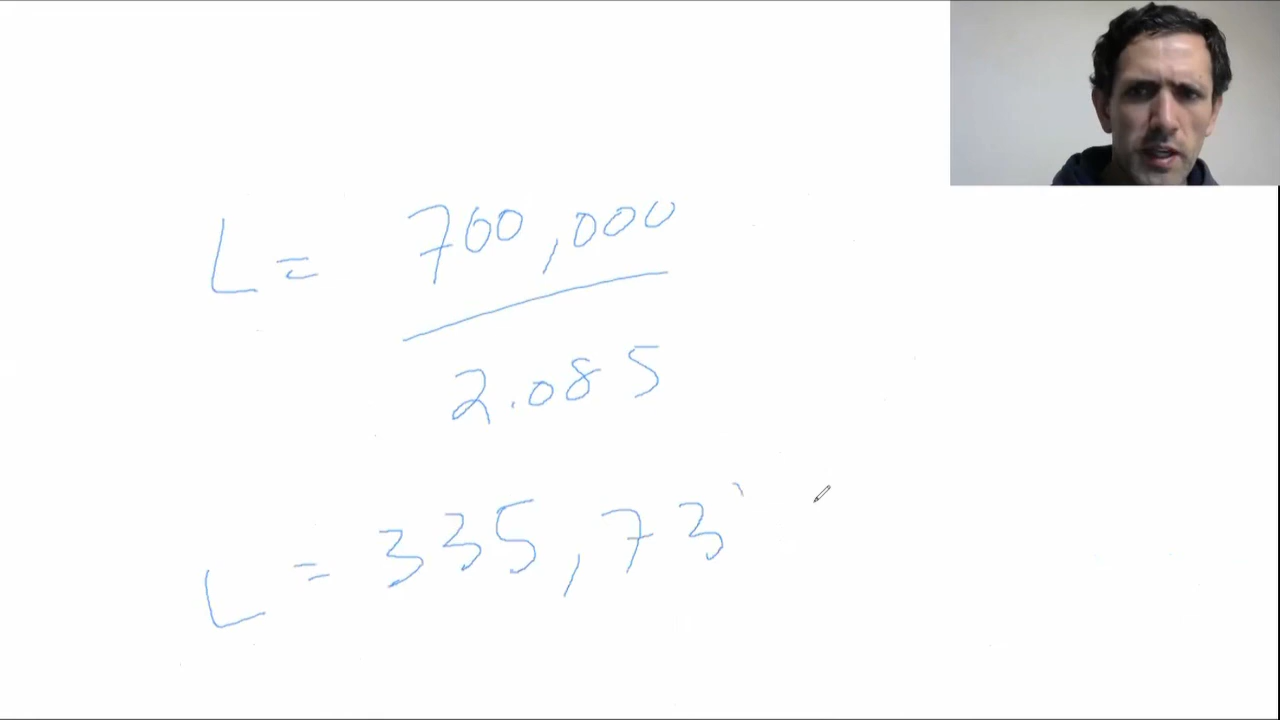 L = 700,000
2.085
L = 335,73